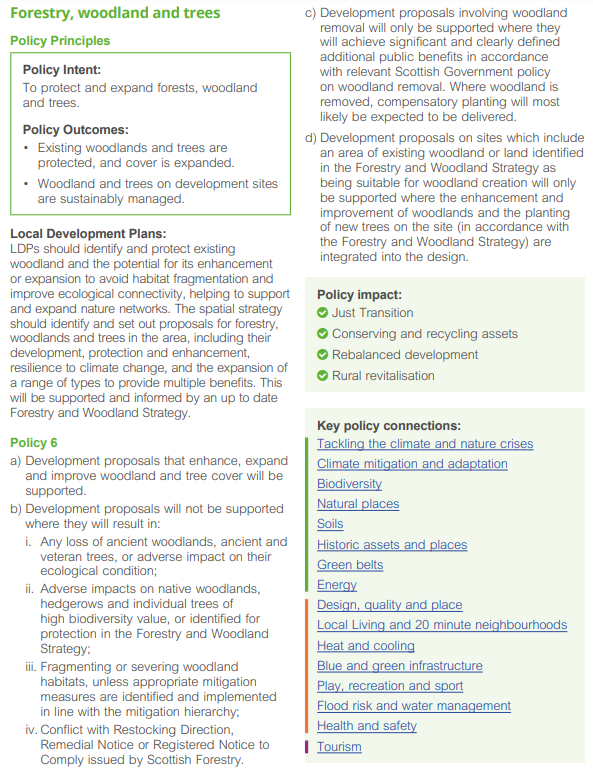 Forestry, woodland and trees
Policy Principles
Policy Intent:
To protect and expand forests, woodland
and trees.
Policy Outcomes:
• Existing woodlands and trees are
protected, and cover is expanded.
• Woodland and trees on development sites
are sustainably managed.
Local Development Plans:
LDPs should identify and protect existing
woodland and the potential for its enhancement
or expansion to avoid habitat fragmentation and
improve ecological connectivity, helping to support
and expand nature networks. The spatial strategy
should identify and set out proposals for forestry,
woodlands and trees in the area, including their
development, protection and enhancement,
resilience to climate change, and the expansion of
a range of types to provide multiple benefits. This
will be supported and informed by an up to date
Forestry and Woodland Strategy.
Policy 6
a) Development proposals that enhance, expand
and improve woodland and tree cover will be
supported.
b) Development proposals will not be supported
where they will result in:
i. Any loss of ancient woodlands, ancient and
veteran trees, or adverse impact on their
ecological condition;
ii. Adverse impacts on native woodlands,
hedgerows and individual trees of
high biodiversity value, or identified for
protection in the Forestry and Woodland
Strategy;
iii. Fragmenting or severing woodland
habitats, unless appropriate mitigation
measures are identified and implemented
in line with the mitigation hierarchy;
iv. Conflict with Restocking Direction,
Remedial Notice or Registered Notice to
Comply issued by Scottish Forestry.
c) Development proposals involving woodland
removal will only be supported where they
will achieve significant and clearly defined
additional public benefits in accordance
with relevant Scottish Government policy
on woodland removal. Where woodland is
removed, compensatory planting will most
likely be expected to be delivered.
d) Development proposals on sites which include
an area of existing woodland or land identified
in the Forestry and Woodland Strategy as
being suitable for woodland creation will only
be supported where the enhancement and
improvement of woodlands and the planting
of new trees on the site (in accordance with
the Forestry and Woodland Strategy) are
integrated into the design.
Policy impact:
Just Transition
Conserving and recycling assets
Rebalanced development
Rural revitalisation
Key policy connections:
Tackling the climate and nature crises
Climate mitigation and adaptation
Biodiversity
Natural places
Soils
Historic assets and places
Green belts
Energy
Design, quality and place
Local Living and 20 minute neighbourhoods
Heat and cooling
Blue and green infrastructure
Play, recreation and sport
Flood risk and water management
Health and safety
Tourism